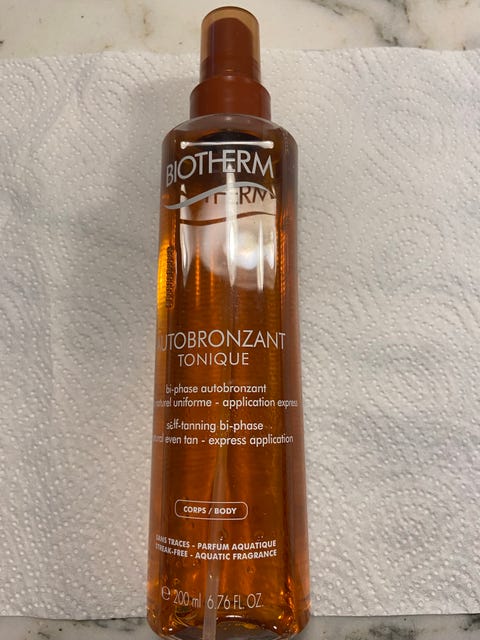 BIOTHERM
UTOBRONZANT
TONIQUE
bi-phase autobronzant
naturel uniforme - application express
self-tanning bi-phase
tural even tan - express application
CORPS / BODY
SANS TRACES - PARFUM AQUATIQUE
STREAK-FREE - AQUATIC FRAGRANCE
e 200 ml 6.76 FL. OZ.